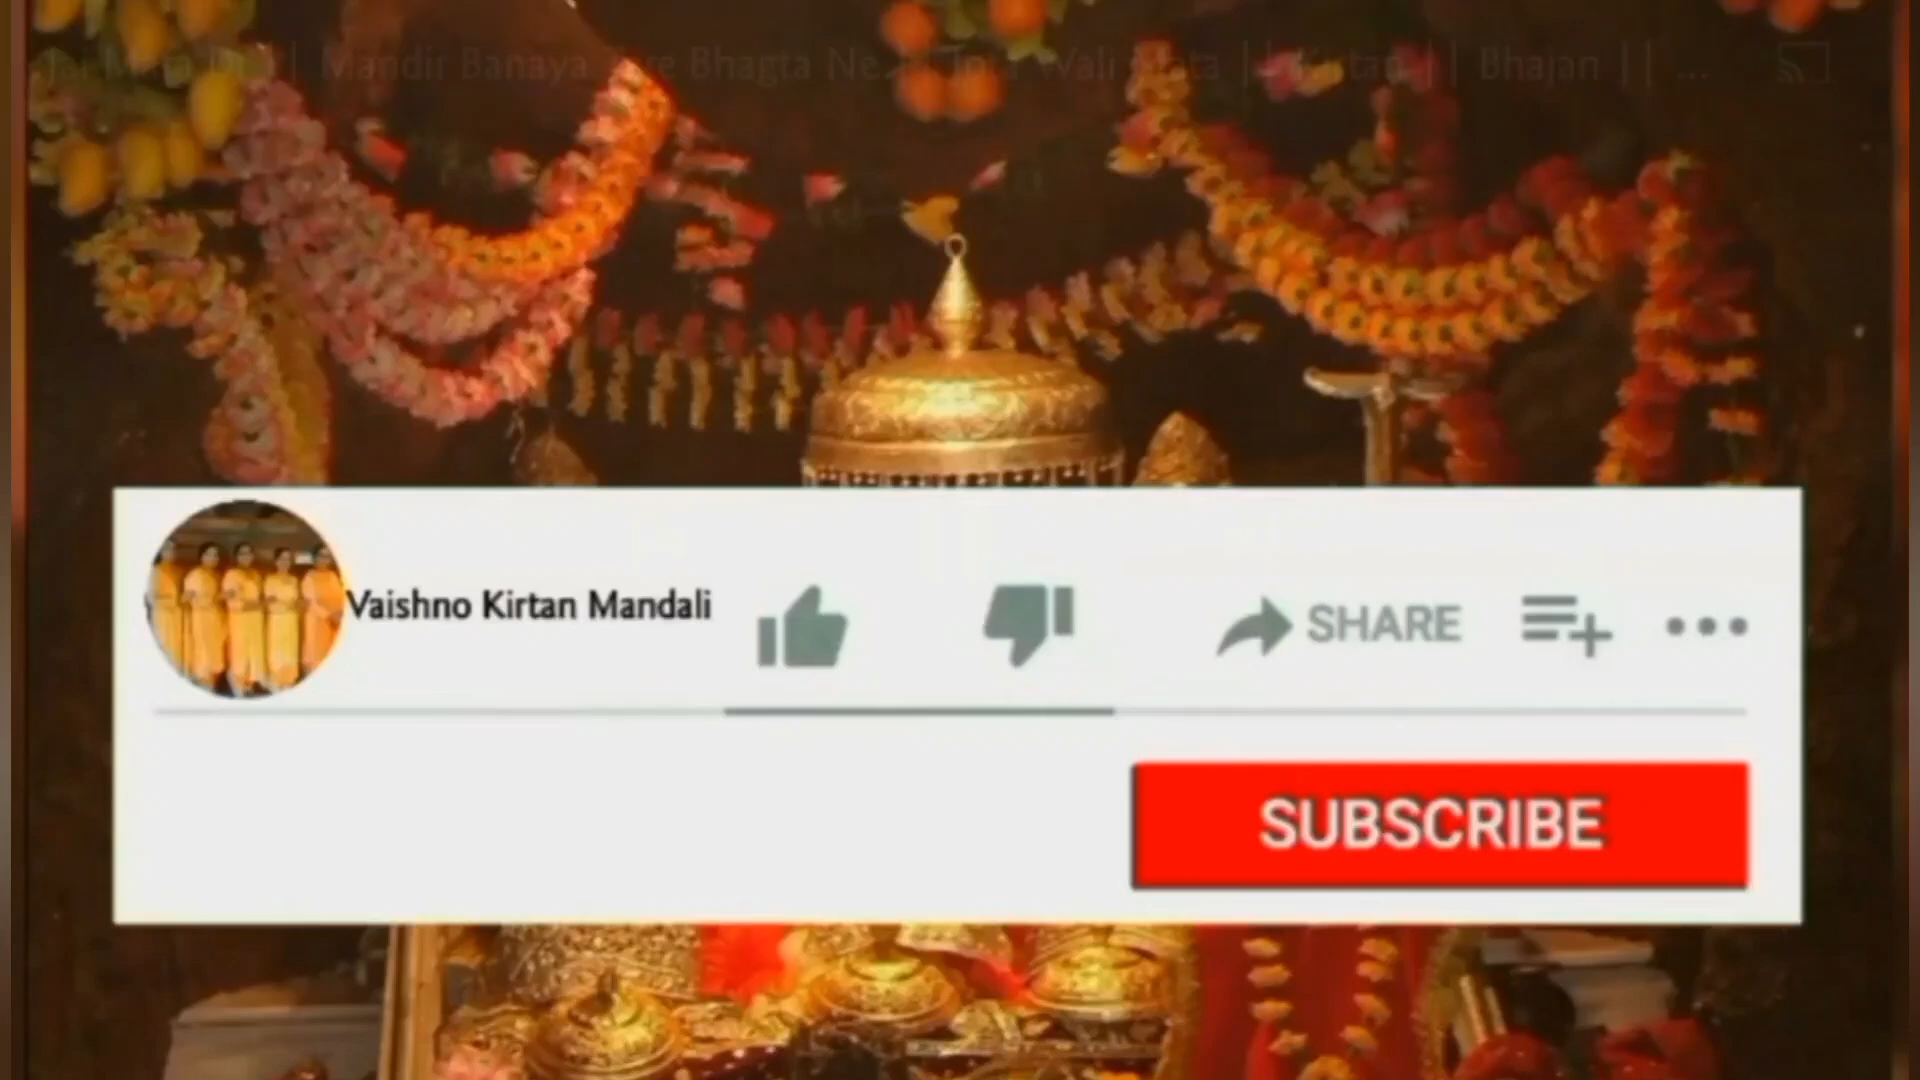 Mandir Banaya Bhagta Ne Wali || Bhajan || ...
Vaishno Kirtan Mandali
SHARE
SUBSCRIBE